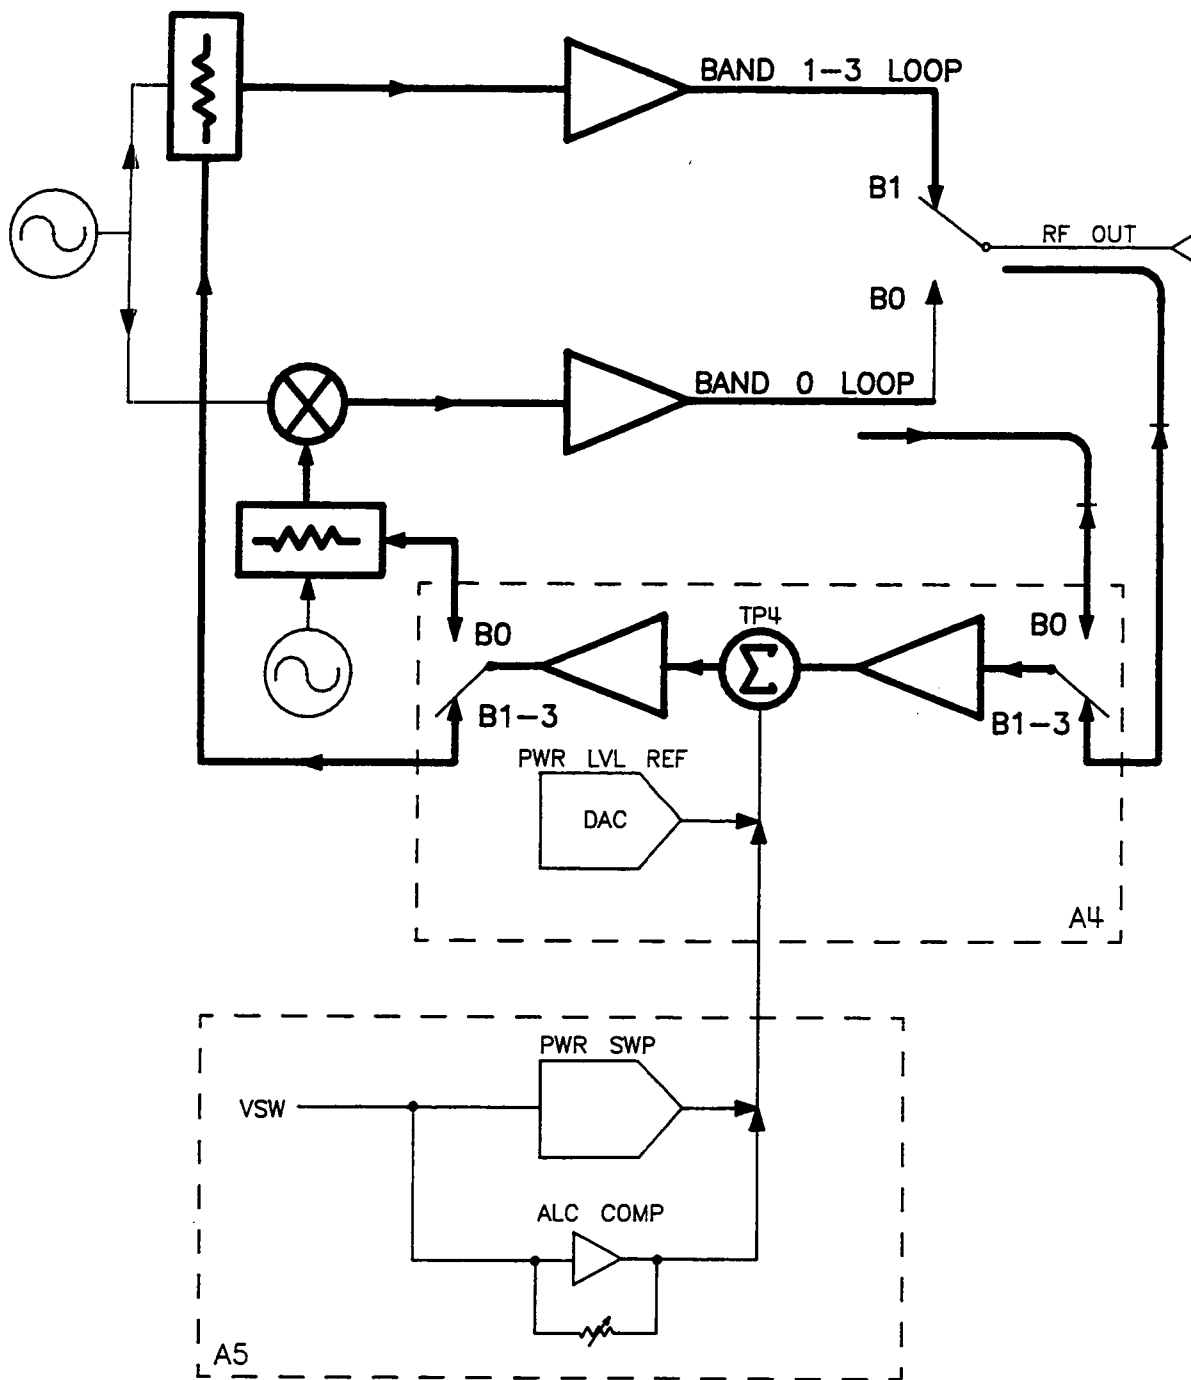 BAND 1-3 LOOP
B1
RF OUT
B0
BAND 0 LOOP
TP4
B0
B0
Σ
B1-3
B1-3
PWR LVL REF
DAC
A4
PWR SWP
VSW
ALC COMP
A5